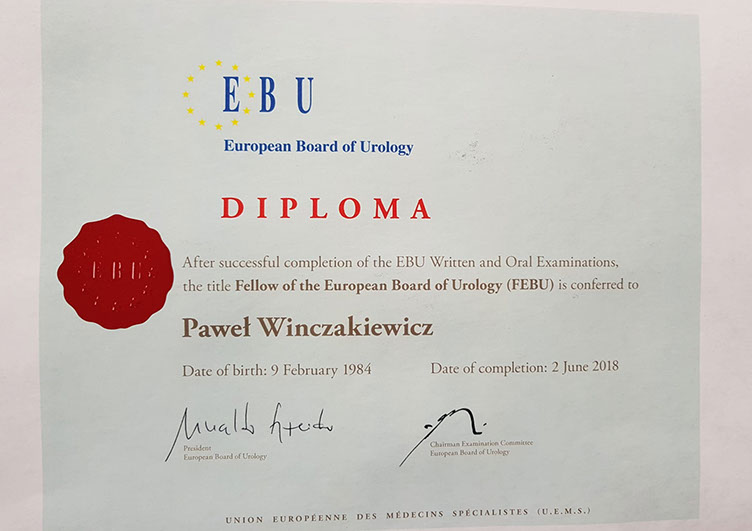 EBU
European Board of Urology
DIPLOMA
EBU
After successful completion of the EBU Written and Oral Examinations,
the title Fellow of the European Board of Urology (FEBU) is conferred to
Paweł Winczakiewicz
Date of birth: 9 February 1984 Date of completion: 2 June 2018
President
European Board of Urology
Chairman Examination Committee
European Board of Urology
UNION EUROPÉENNE DES MÉDECINS SPÉCIALISTES (U.E.M.S.)